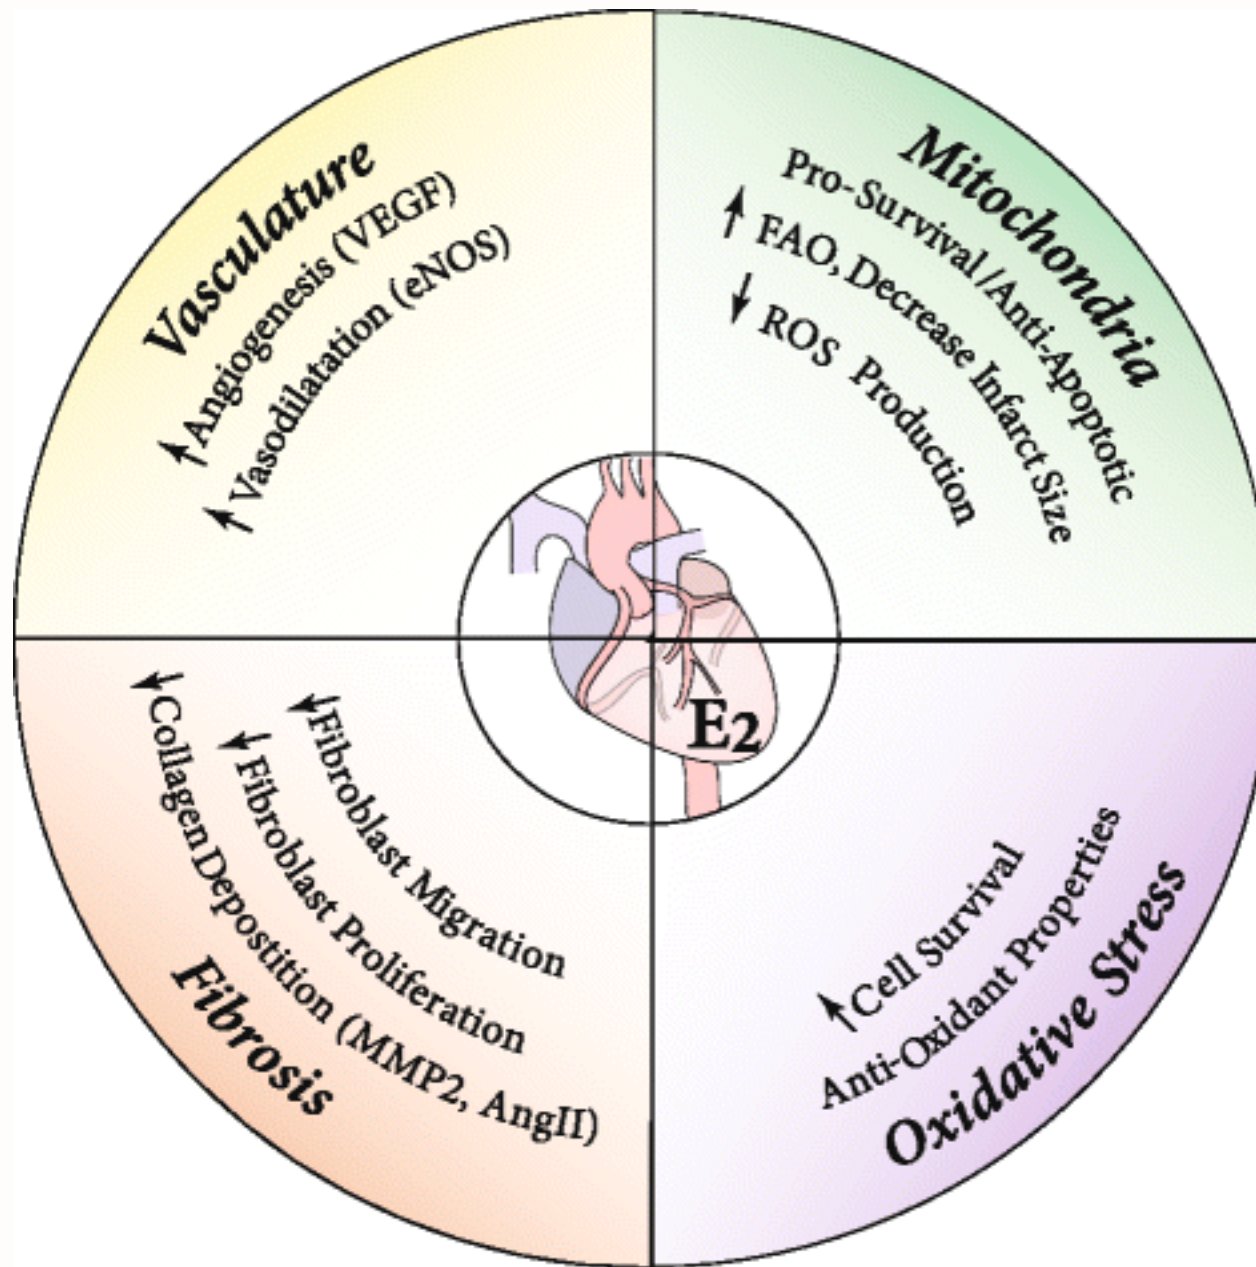 Vasculature
↑ Angiogenesis (VEGF)
↑ Vasodilatation (eNOS)
Mitochondria
Pro-Survival/Anti-Apoptotic
↑ FAO, Decrease Infarct Size
↓ ROS Production
E2
↓ Fibroblast Migration
↓ Fibroblast Proliferation
↓ Collagen Depostition (MMP2, AngII)
Fibrosis
↑ Cell Survival
Anti-Oxidant Properties
Oxidative Stress